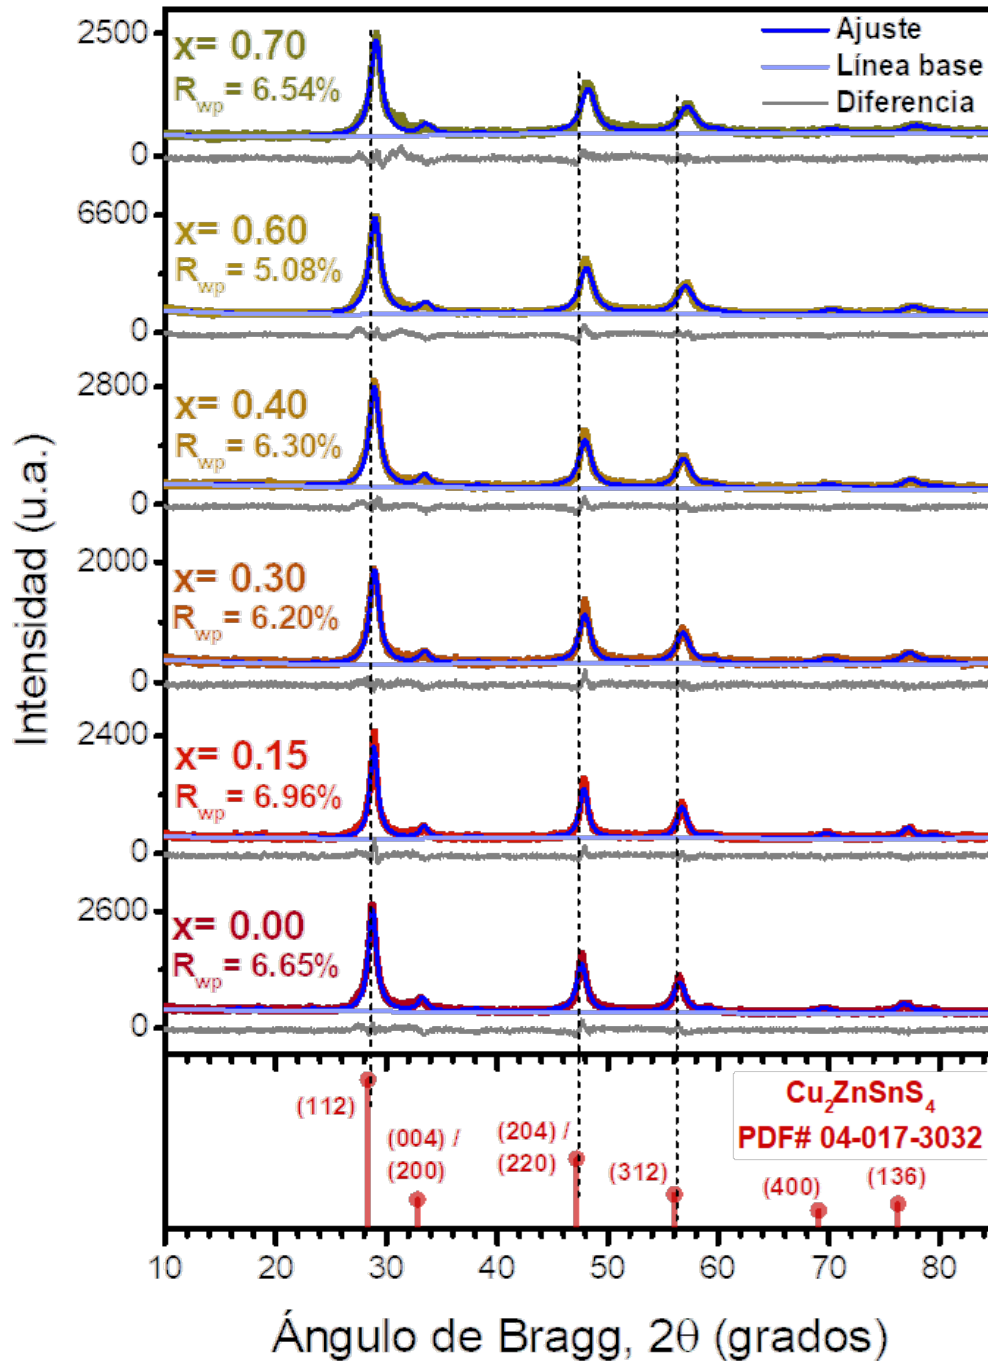 Ajuste
Línea base
Diferencia
2500
x= 0.70
Rwp= 6.54%
0
6600
x= 0.60
Rwp= 5.08%
0
2800
x= 0.40
Rwp= 6.30%
0
2000
x= 0.30
Rwp= 6.20%
0
2400
x= 0.15
Rwp= 6.96%
0
2600
x= 0.00
Rwp= 6.65%
0
Intensidad (u.a.)
Cu₂ZnSnS₄
PDF# 04-017-3032
(112)
(004) /
(200)
(204) /
(220)
(312)
(400)
(136)
10 20 30 40 50 60 70 80
Ángulo de Bragg, 2θ (grados)